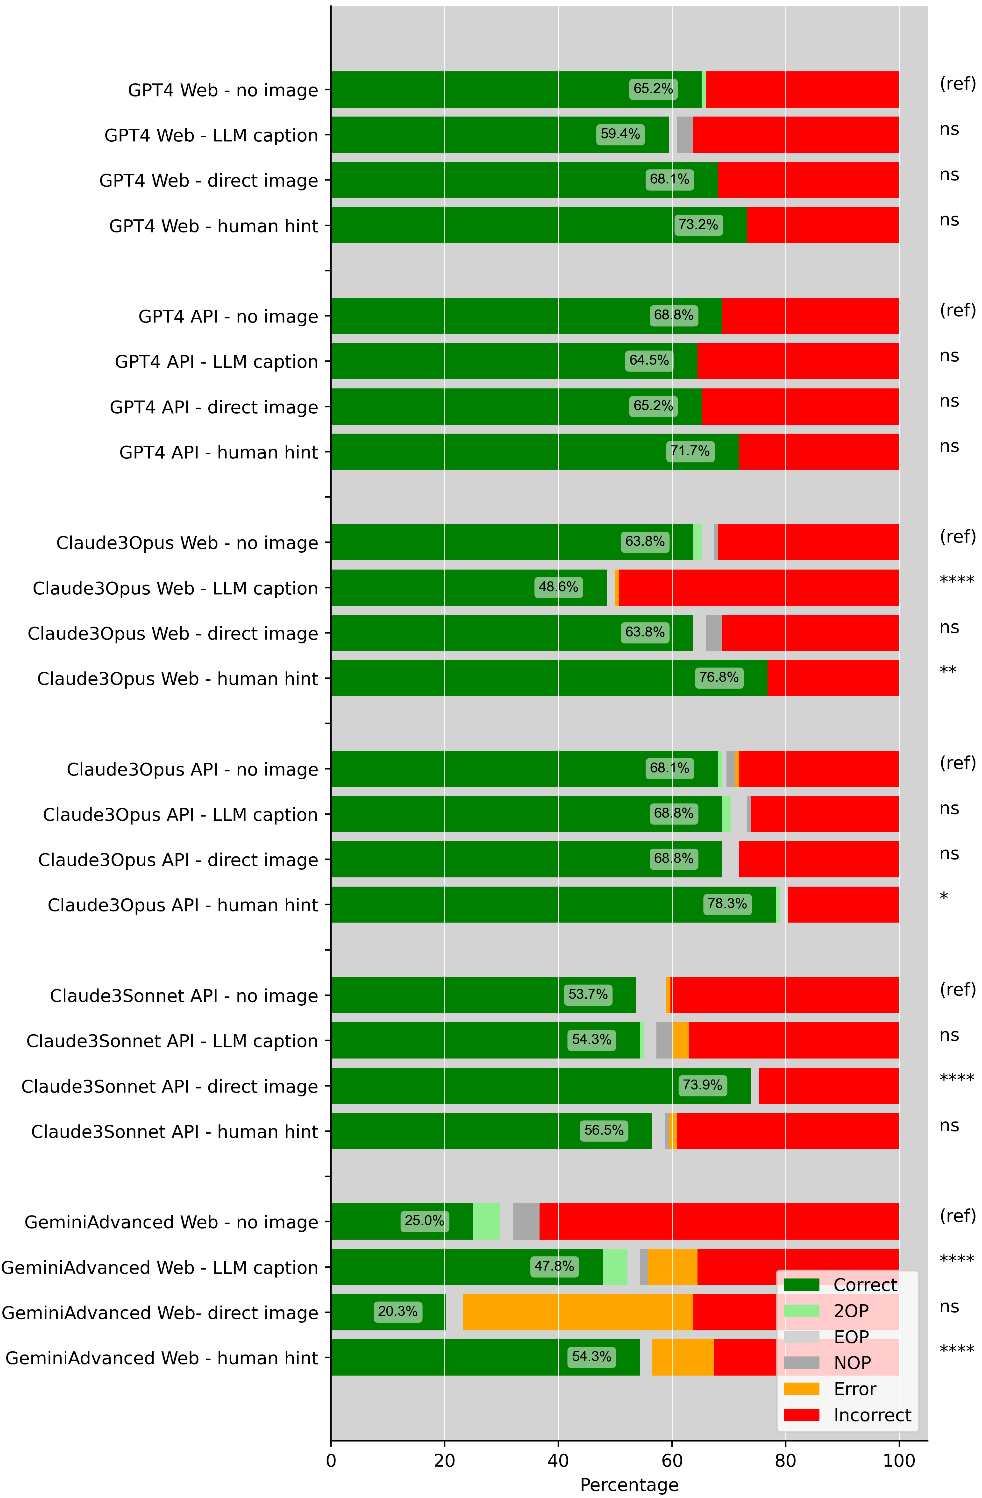 GPT4 Web - no image 65.2% (ref)
GPT4 Web - LLM caption 59.4% ns
GPT4 Web - direct image 68.1% ns
GPT4 Web - human hint 73.2% ns
GPT4 API - no image 68.8% (ref)
GPT4 API - LLM caption 64.5% ns
GPT4 API - direct image 65.2% ns
GPT4 API - human hint 71.7% ns
Claude3Opus Web - no image 63.8% (ref)
Claude3Opus Web - LLM caption 48.6% ****
Claude3Opus Web - direct image 63.8% ns
Claude3Opus Web - human hint 76.8% **
Claude3Opus API - no image 68.1% (ref)
Claude3Opus API - LLM caption 68.8% ns
Claude3Opus API - direct image 68.8% ns
Claude3Opus API - human hint 78.3% *
Claude3Sonnet API - no image 53.7% (ref)
Claude3Sonnet API - LLM caption 54.3% ns
Claude3Sonnet API - direct image 73.9% ****
Claude3Sonnet API - human hint 56.5% ns
GeminiAdvanced Web - no image 25.0% (ref)
GeminiAdvanced Web - LLM caption 47.8% ****
GeminiAdvanced Web- direct image 20.3% ns
GeminiAdvanced Web - human hint 54.3% ****
Correct
2OP
EOP
NOP
Error
Incorrect
0 20 40 60 80 100
Percentage